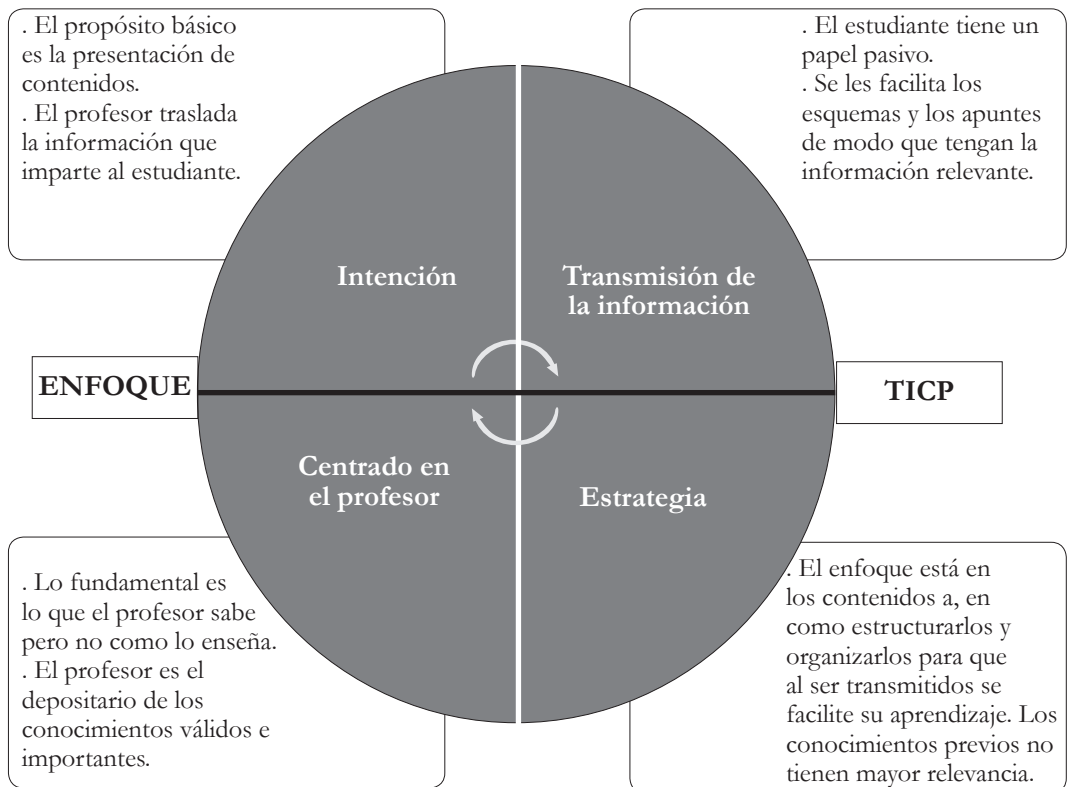 . El propósito básico
es la presentación de
contenidos.
. El profesor traslada
la información que
imparte al estudiante.
. El estudiante tiene un
papel pasivo.
. Se les facilita los
esquemas y los apuntes
de modo que tengan la
información relevante.
Intención
Transmisión de
la información
ENFOQUE
TICP
Centrado en
el profesor
Estrategia
. Lo fundamental es
lo que el profesor sabe
pero no como lo enseña.
. El profesor es el
depositario de los
conocimientos válidos e
importantes.
. El enfoque está en
los contenidos a, en
como estructurarlos y
organizarlos para que
al ser transmitidos se
facilite su aprendizaje. Los
conocimientos previos no
tienen mayor relevancia.